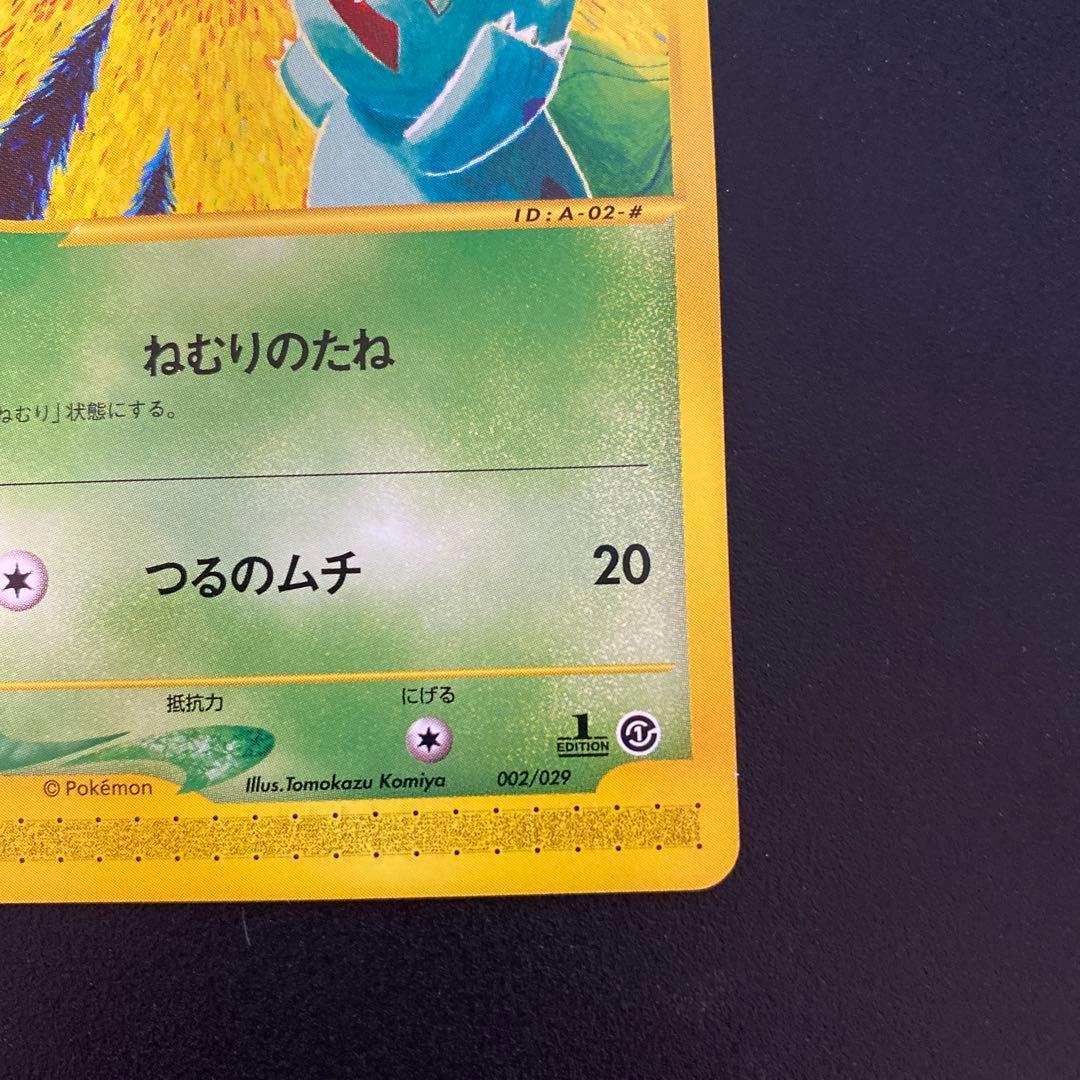 ID:A-02-#
ねむりのたね
ねむり」状態にする。
つるのムチ 20
抵抗力 にげる
1 EDITION
© Pokémon Illus.Tomokazu Komiya 002/029